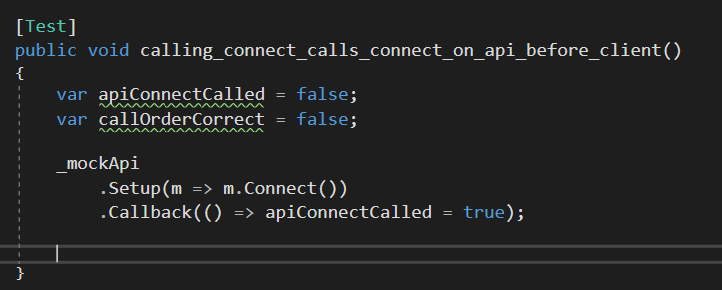 [Test]
public void calling_connect_calls_connect_on_api_before_client()
{
    var apiConnectCalled = false;
    var callOrderCorrect = false;
    _mockApi
        .Setup(m => m.Connect())
        .Callback(() => apiConnectCalled = true);
}